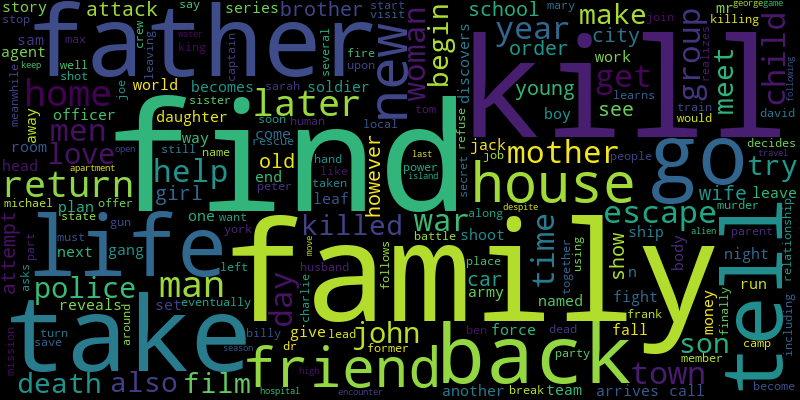 story
stop
say
crew
father
attack
series
brother
start
visit
kill
mary
school
make
mr
killing
georgegame
join
sam
max
king
water
captain
several
new
woman
begin
year
city
group
realizes
child
agent
keep
well
shot
leaving
fire
upon
discovers
order
work
meet
home
joe
world
becomes
sarah
soldier
later
young
get
learns
meanwhile
officer
away
daughter
sister
soon
human
tom
find
boy
see
train
would
david
men
room
way
still
name
come
rescue
local
refuse
go
decides
head
love
apartment
open
help
old
hand
like
last
power
island
secret
jack
job
mother
people
try
travel
following
return
michael
offer
girl
end
peter
taken
leaf
however
house
wife
leave
plan
state
gun
one
want
killed
war
along
escape
murder
parent
life
must
york
battle
shoot
time
ship
despite
alien
relationship
attempt
part
next
gang
left
family
place
using
together
n
show
body
night
tell
asks
police
man
day
husband
move
follows
car
army
named
fight
money
run
including
reveals
set
eventually
charlie
frank
finally
mission
take
around
billy
give
lead
john
ben
force
dead
fall
son
camp
turn
save
season
dr
former
back
party
town
member
become
death
also
film
friend
high
hospital
encounter
another
break
team
arrives
call